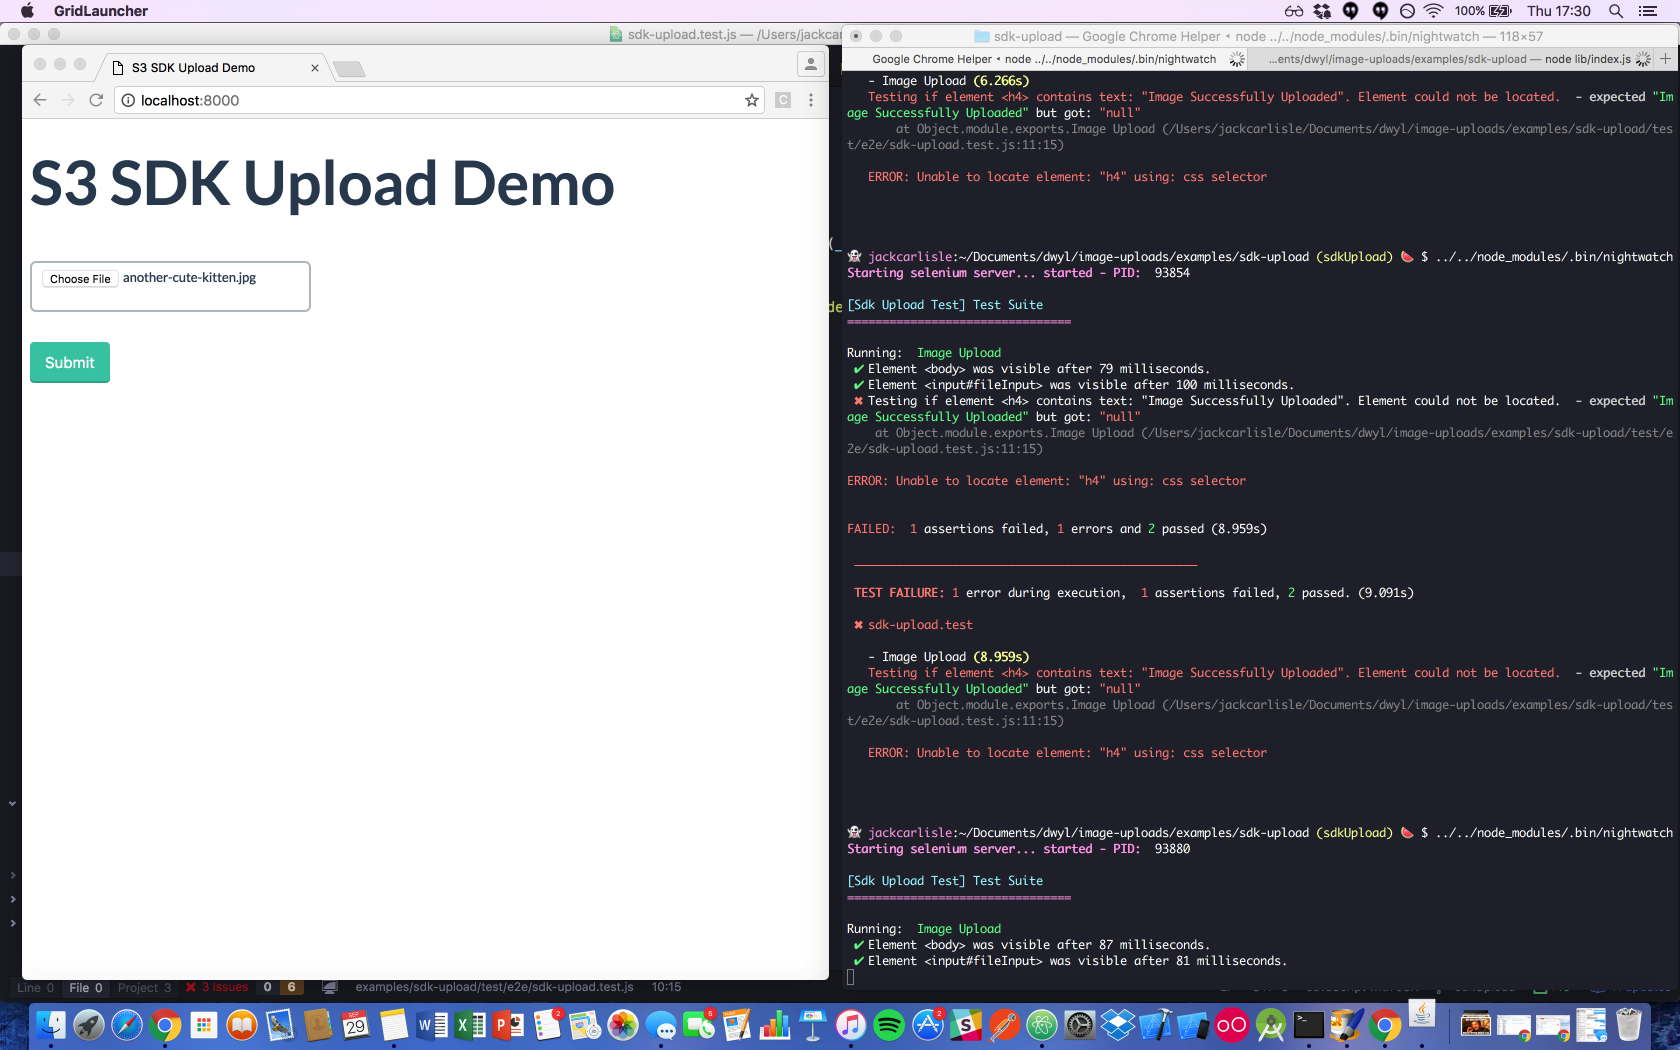 GridLauncher
100%
Thu 17:30
sdk-upload.test.js — /Users/jackcar
S3 SDK Upload Demo
localhost:8000
C
S3 SDK Upload Demo
Choose File another-cute-kitten.jpg
Submit
sdk-upload — Google Chrome Helper • node ../../node_modules/.bin/nightwatch — 118×57
Google Chrome Helper • node ../../node_modules/.bin/nightwatch
...ents/dwyl/image-uploads/examples/sdk-upload — node lib/index.js
- Image Upload (6.266s)
Testing if element <h4> contains text: "Image Successfully Uploaded". Element could not be located.  - expected "Im
age Successfully Uploaded" but got: "null"
at Object.module.exports.Image Upload (/Users/jackcarlisle/Documents/dwyl/image-uploads/examples/sdk-upload/tes
t/e2e/sdk-upload.test.js:11:15)
ERROR: Unable to locate element: "h4" using: css selector
(_
de
jackcarlisle:~/Documents/dwyl/image-uploads/examples/sdk-upload (sdkUpload) 🍉 $ ../../node_modules/.bin/nightwatch
Starting selenium server... started - PID:  93854
[Sdk Upload Test] Test Suite
================================
Running:  Image Upload
✔ Element <body> was visible after 79 milliseconds.
✔ Element <input#fileInput> was visible after 100 milliseconds.
✖ Testing if element <h4> contains text: "Image Successfully Uploaded". Element could not be located.  - expected "Im
age Successfully Uploaded" but got: "null"
at Object.module.exports.Image Upload (/Users/jackcarlisle/Documents/dwyl/image-uploads/examples/sdk-upload/test/e
2e/sdk-upload.test.js:11:15)
ERROR: Unable to locate element: "h4" using: css selector
FAILED:  1 assertions failed, 1 errors and 2 passed (8.959s)
TEST FAILURE: 1 error during execution,  1 assertions failed, 2 passed. (9.091s)
✖ sdk-upload.test
- Image Upload (8.959s)
Testing if element <h4> contains text: "Image Successfully Uploaded". Element could not be located.  - expected "Im
age Successfully Uploaded" but got: "null"
at Object.module.exports.Image Upload (/Users/jackcarlisle/Documents/dwyl/image-uploads/examples/sdk-upload/tes
t/e2e/sdk-upload.test.js:11:15)
ERROR: Unable to locate element: "h4" using: css selector
jackcarlisle:~/Documents/dwyl/image-uploads/examples/sdk-upload (sdkUpload) 🍉 $ ../../node_modules/.bin/nightwatch
Starting selenium server... started - PID:  93880
[Sdk Upload Test] Test Suite
================================
Running:  Image Upload
✔ Element <body> was visible after 87 milliseconds.
✔ Element <input#fileInput> was visible after 81 milliseconds.
Line 0 File 0 Project 3 ✖ 3 Issues 0 6 examples/sdk-upload/test/e2e/sdk-upload.test.js 10:15
SEP
29
2
5
2